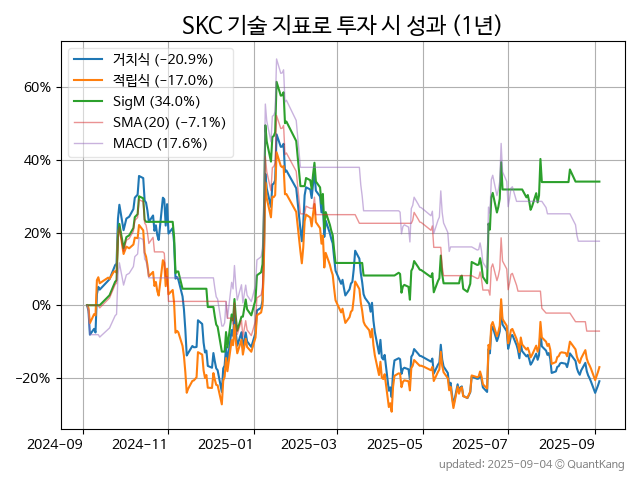 SKC 기술 지표로 투자 시 성과 (1년)
거치식 (−20.9%)
적립식 (−17.0%)
SigM (34.0%)
SMA(20) (−7.1%)
MACD (17.6%)
60%
40%
20%
0%
−20%
2024-09 2024-11 2025-01 2025-03 2025-05 2025-07 2025-09
updated: 2025-09-04 © QuantKang